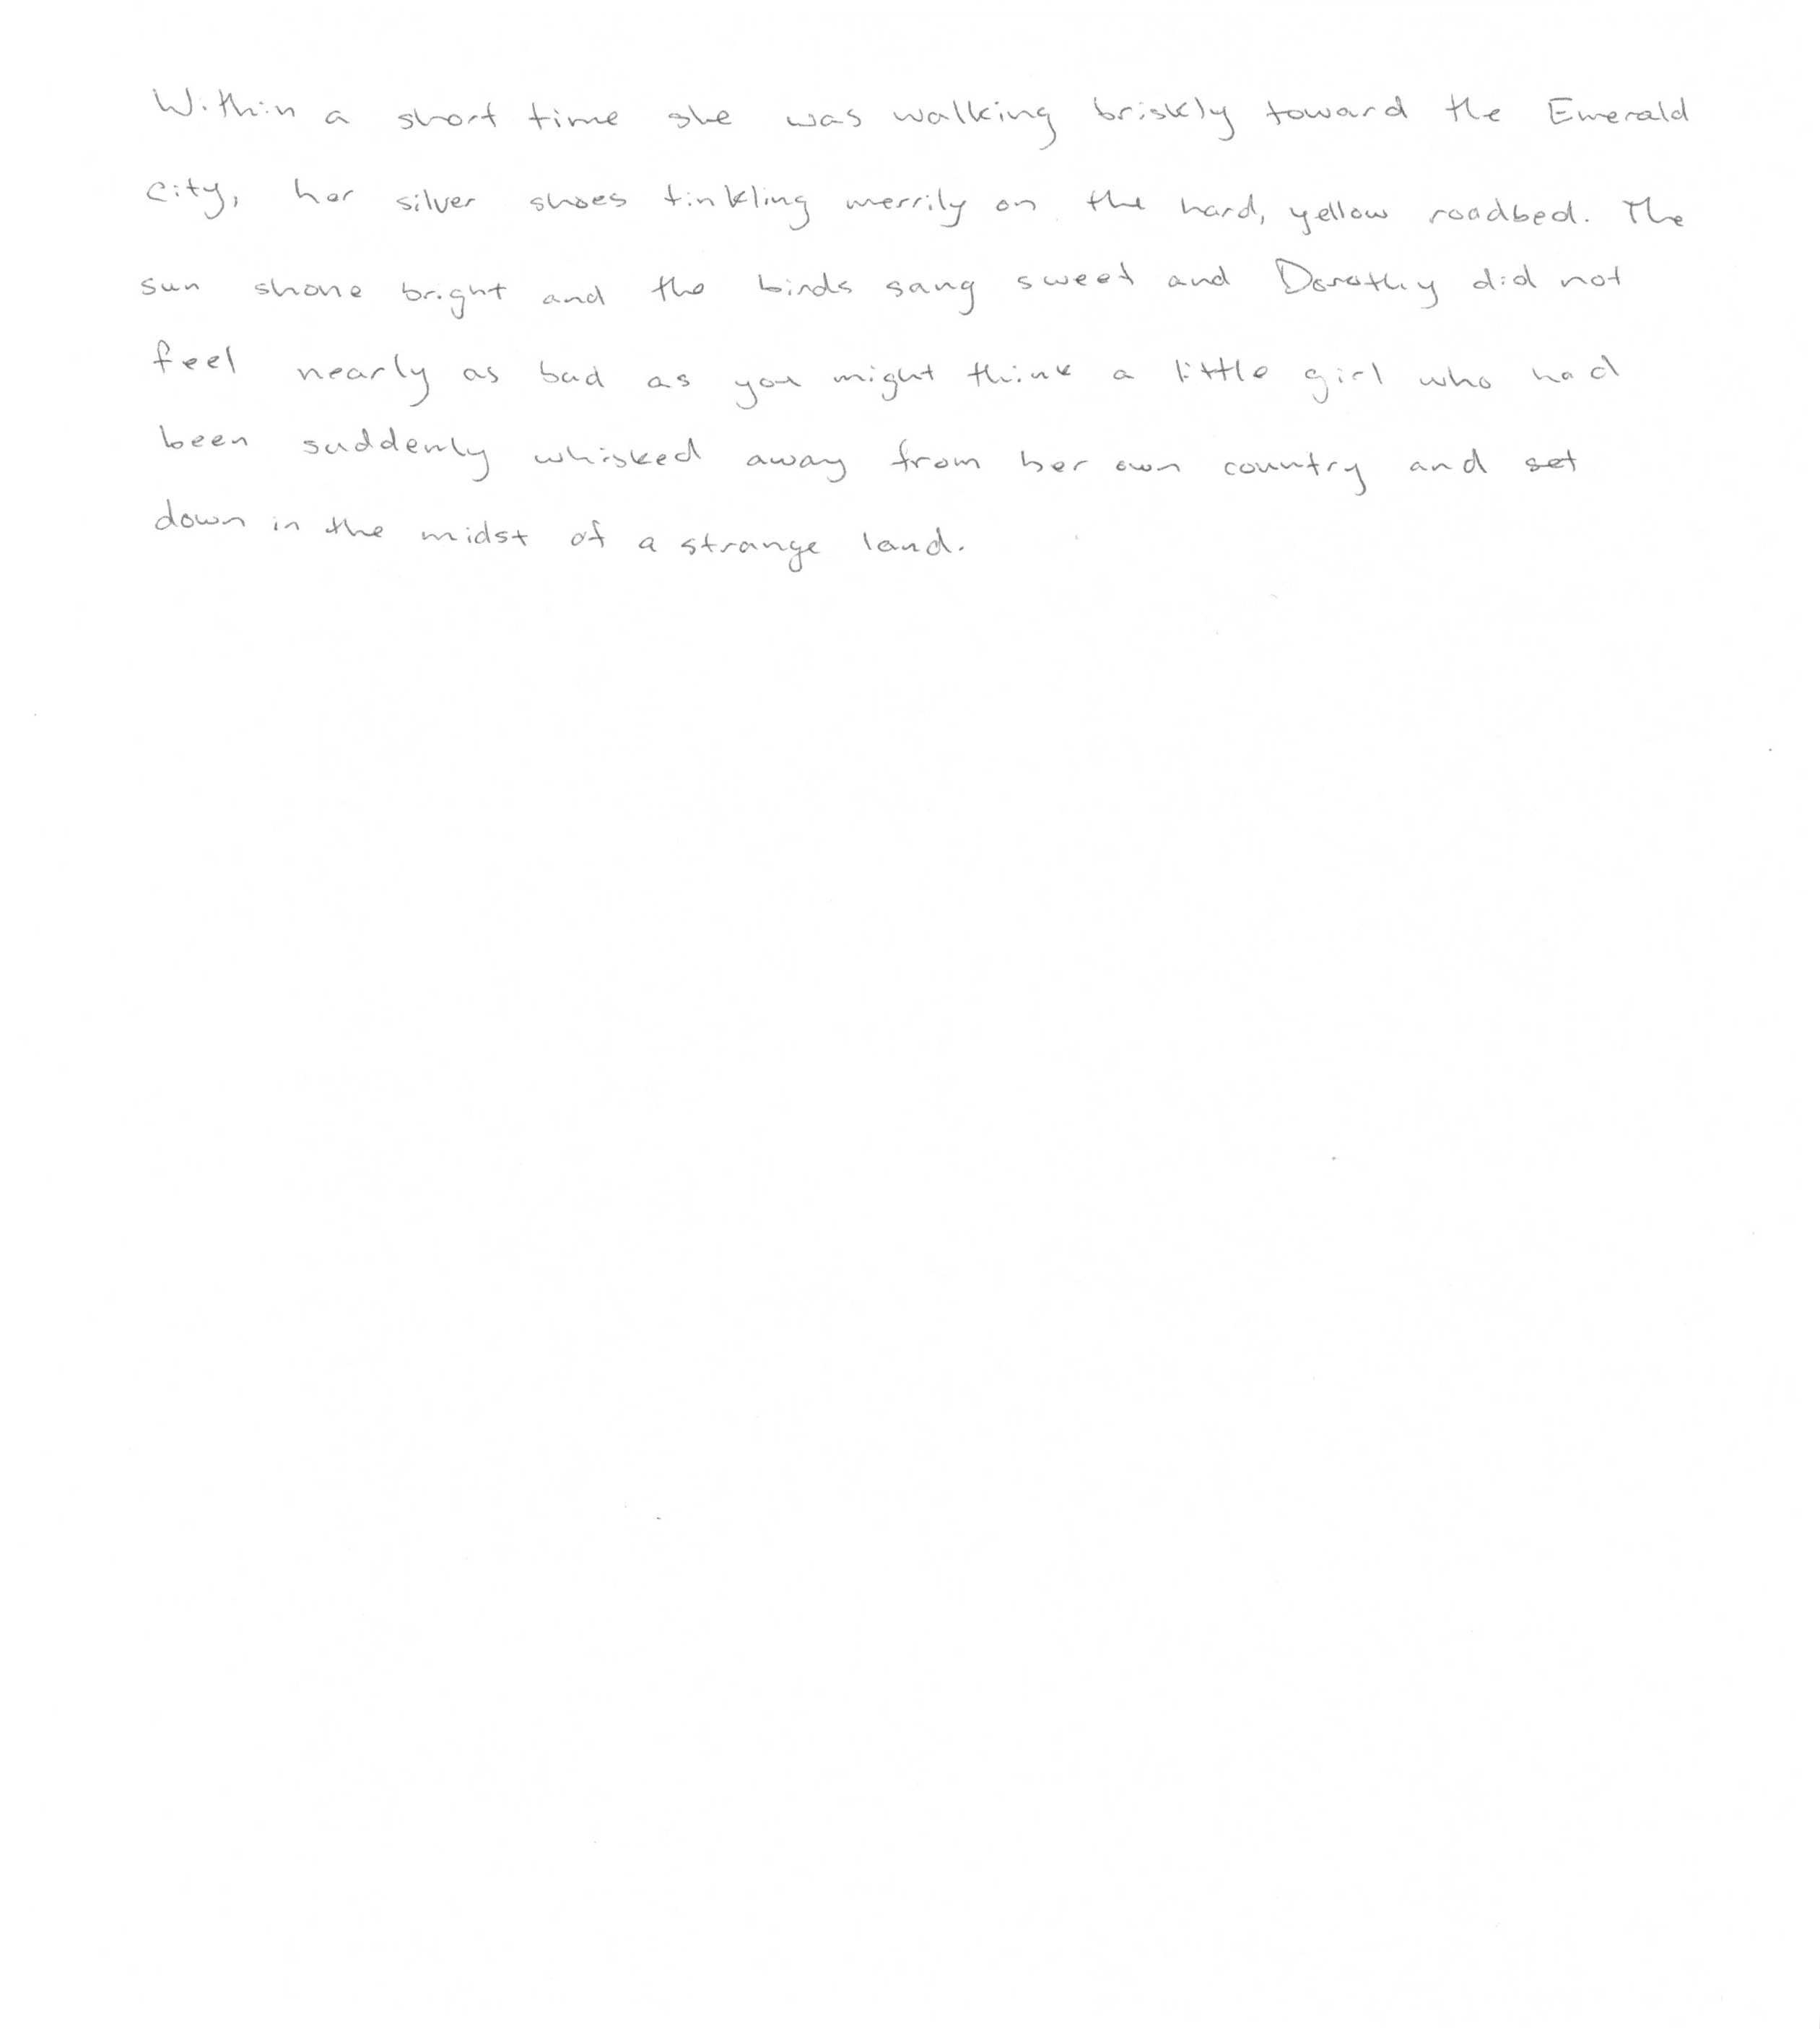 Within a short time she was walking briskly toward the Emerald
City, her silver shoes tinkling merrily on the hard, yellow roadbed. The
sun shone bright and the birds sang sweet and Dorothy did not
feel nearly as bad as you might think a little girl who had
been suddenly whisked away from her own country and set
down in the midst of a strange land.